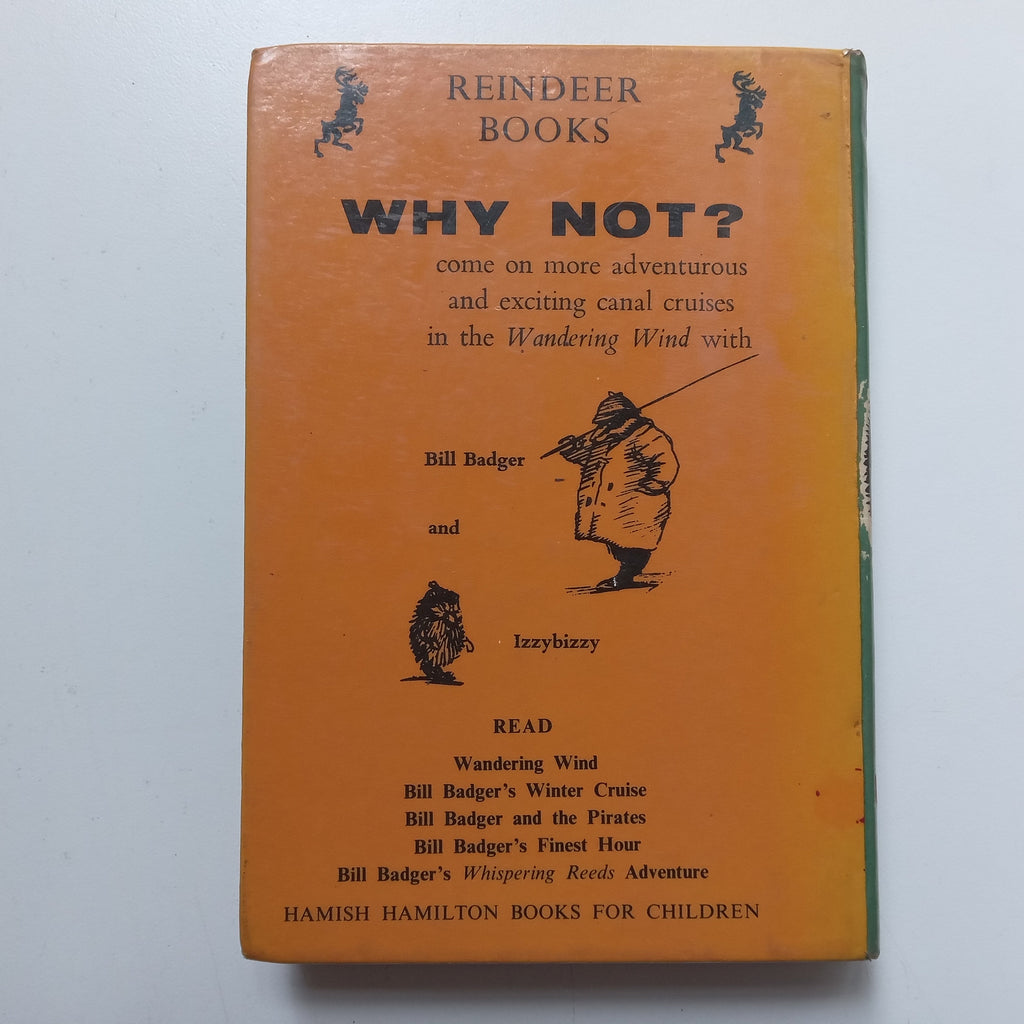 REINDEER
BOOKS
WHY NOT?
come on more adventurous
and exciting canal cruises
in the Wandering Wind with
Bill Badger
and
Izzybizzy
READ
Wandering Wind
Bill Badger's Winter Cruise
Bill Badger and the Pirates
Bill Badger's Finest Hour
Bill Badger's Whispering Reeds Adventure
HAMISH HAMILTON BOOKS FOR CHILDREN